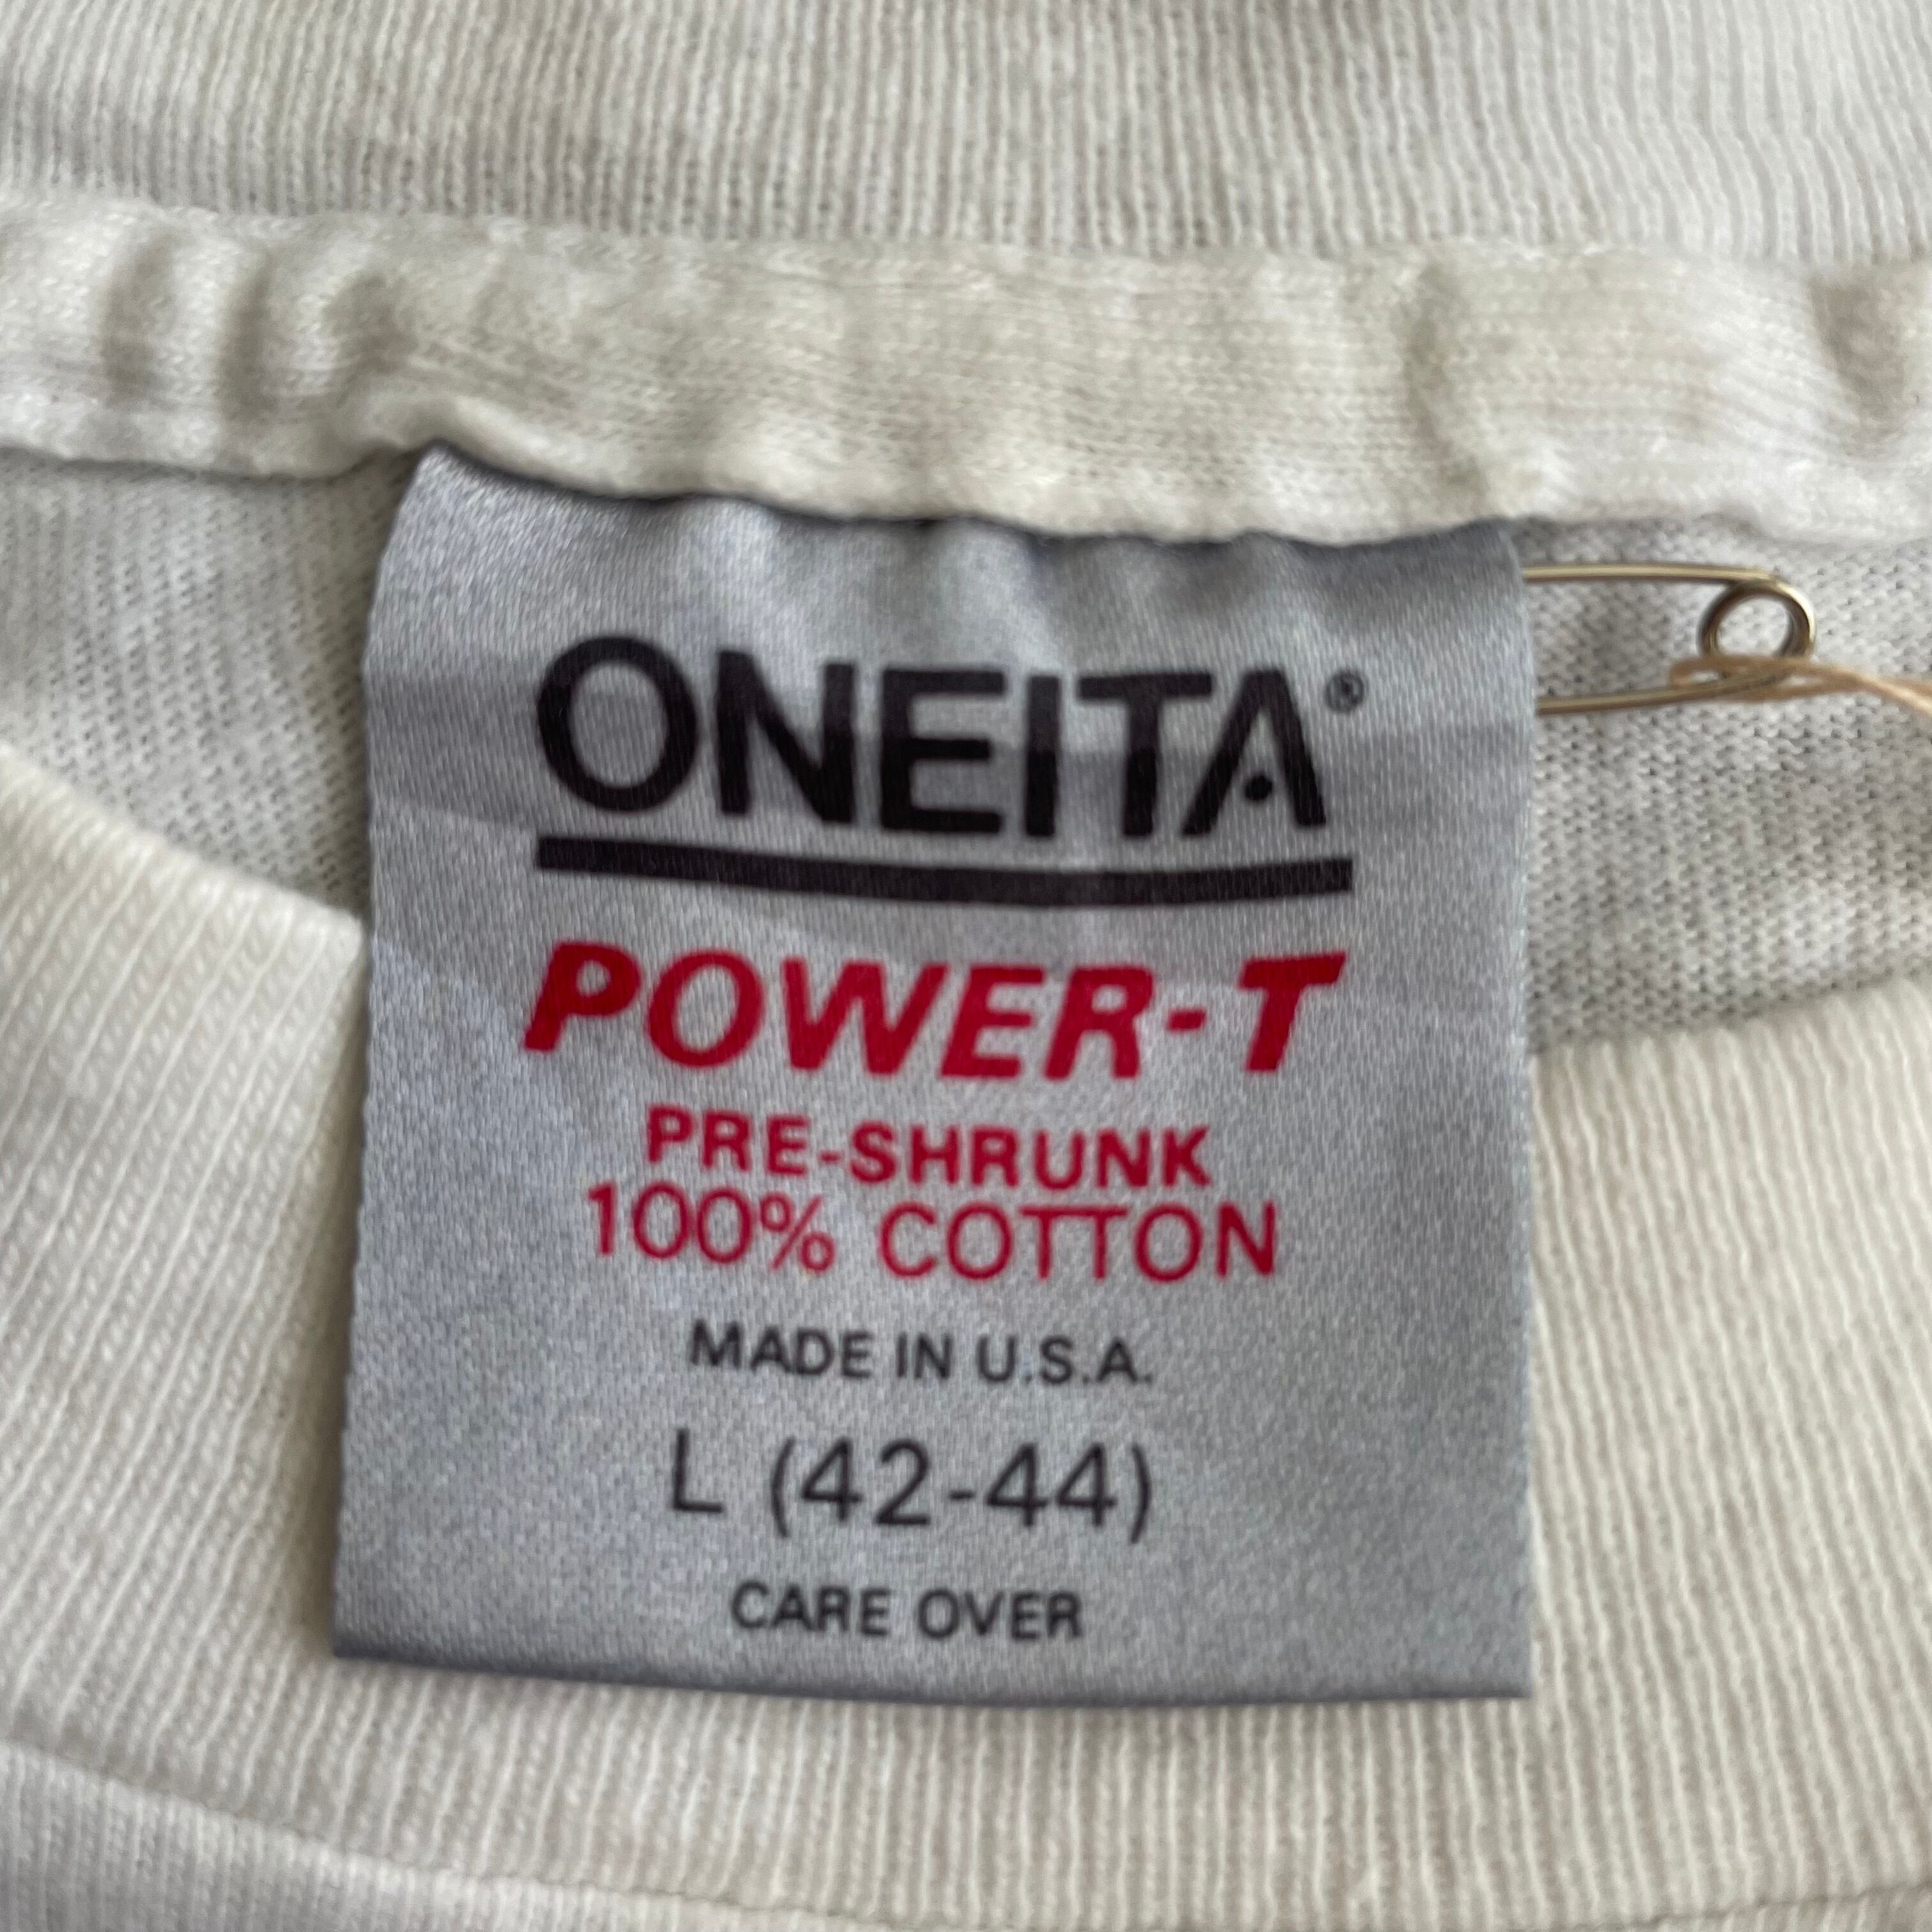 ONEITA®
POWER-T
PRE-SHRUNK
100% COTTON
MADE IN U.S.A.
L (42-44)
CARE OVER